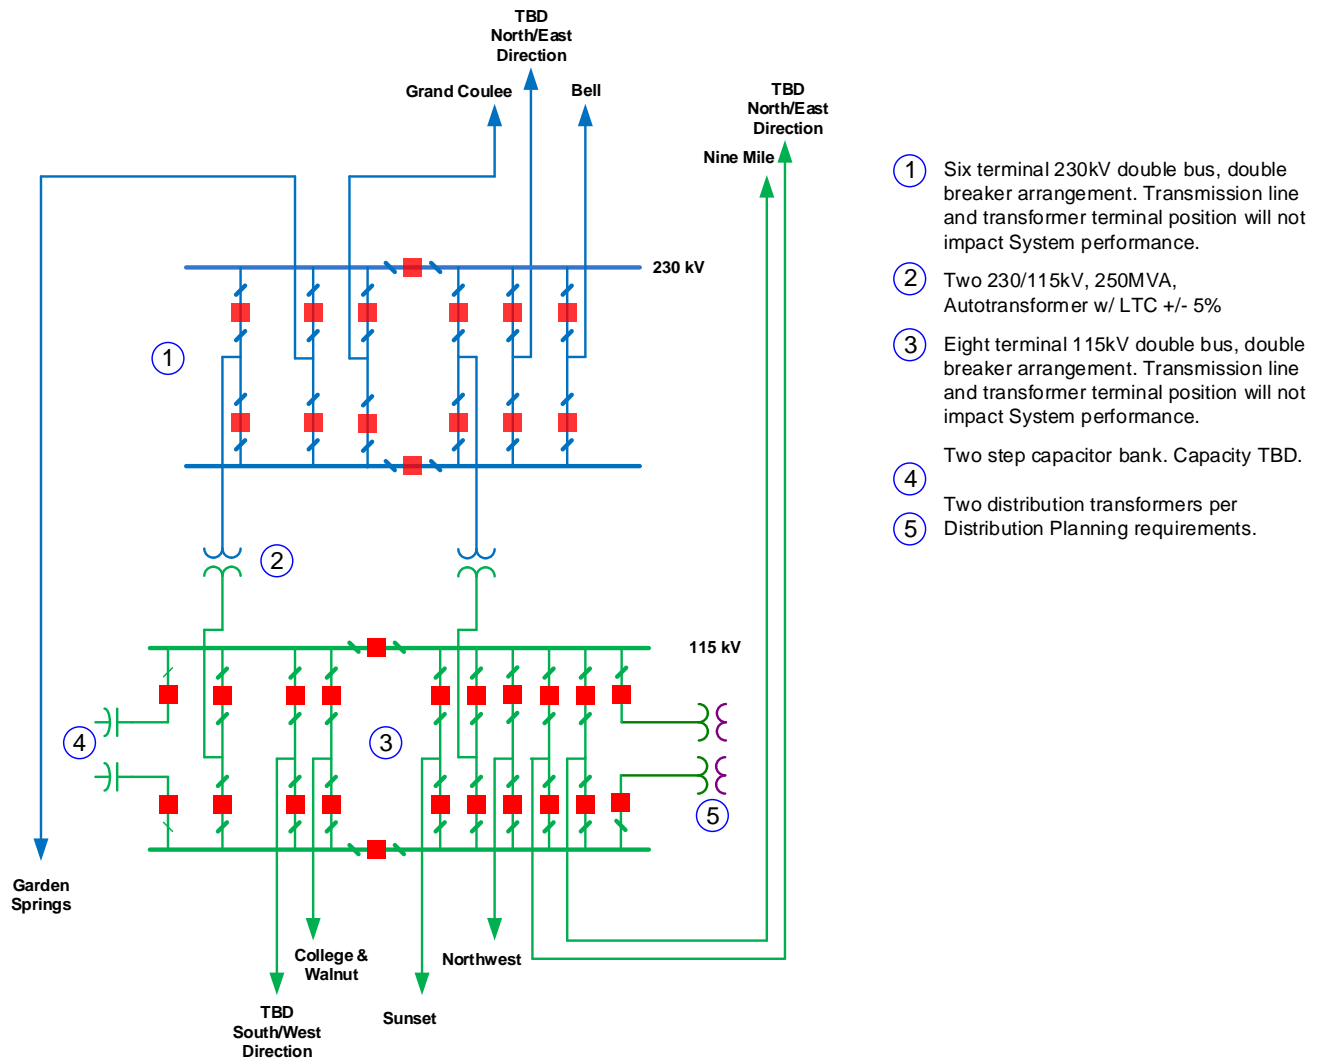 TBD
North/East
Direction
Grand Coulee
Bell
TBD
North/East
Direction
Nine Mile
230 kV
1
2
115 kV
3
4
5
Garden
Springs
College &
Walnut
Northwest
TBD
South/West
Direction
Sunset
1
Six terminal 230kV double bus, double
breaker arrangement. Transmission line
and transformer terminal position will not
impact System performance.
2
Two 230/115kV, 250MVA,
Autotransformer w/ LTC +/- 5%
3
Eight terminal 115kV double bus, double
breaker arrangement. Transmission line
and transformer terminal position will not
impact System performance.
4
Two step capacitor bank. Capacity TBD.
5
Two distribution transformers per
Distribution Planning requirements.